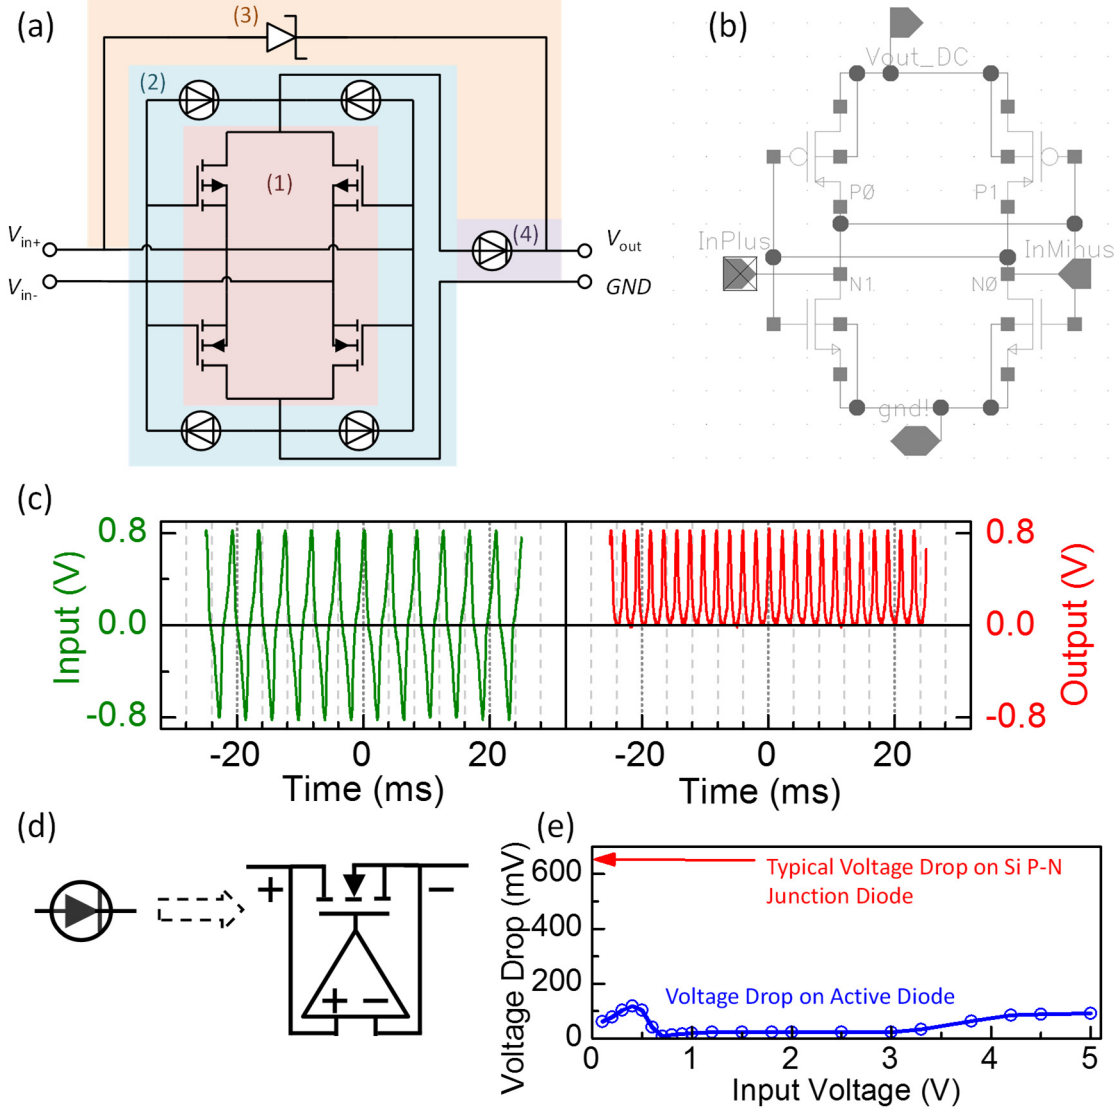 (a)
(3)
(2)
(1)
(4)
Vin+
Vin-
Vout
GND
(b)
Vout_DC
P0
P1
InPlus
InMinus
N1
N0
gnd!
(c)
Input (V)
0.8
0.0
-0.8
-20 0 20
Time (ms)
-20 0 20
Time (ms)
0.8
0.0
-0.8
Output (V)
(d)
+ −
+ −
(e)
Voltage Drop (mV)
600
400
200
0
0 1 2 3 4 5
Input Voltage (V)
Typical Voltage Drop on Si P-N
Junction Diode
Voltage Drop on Active Diode